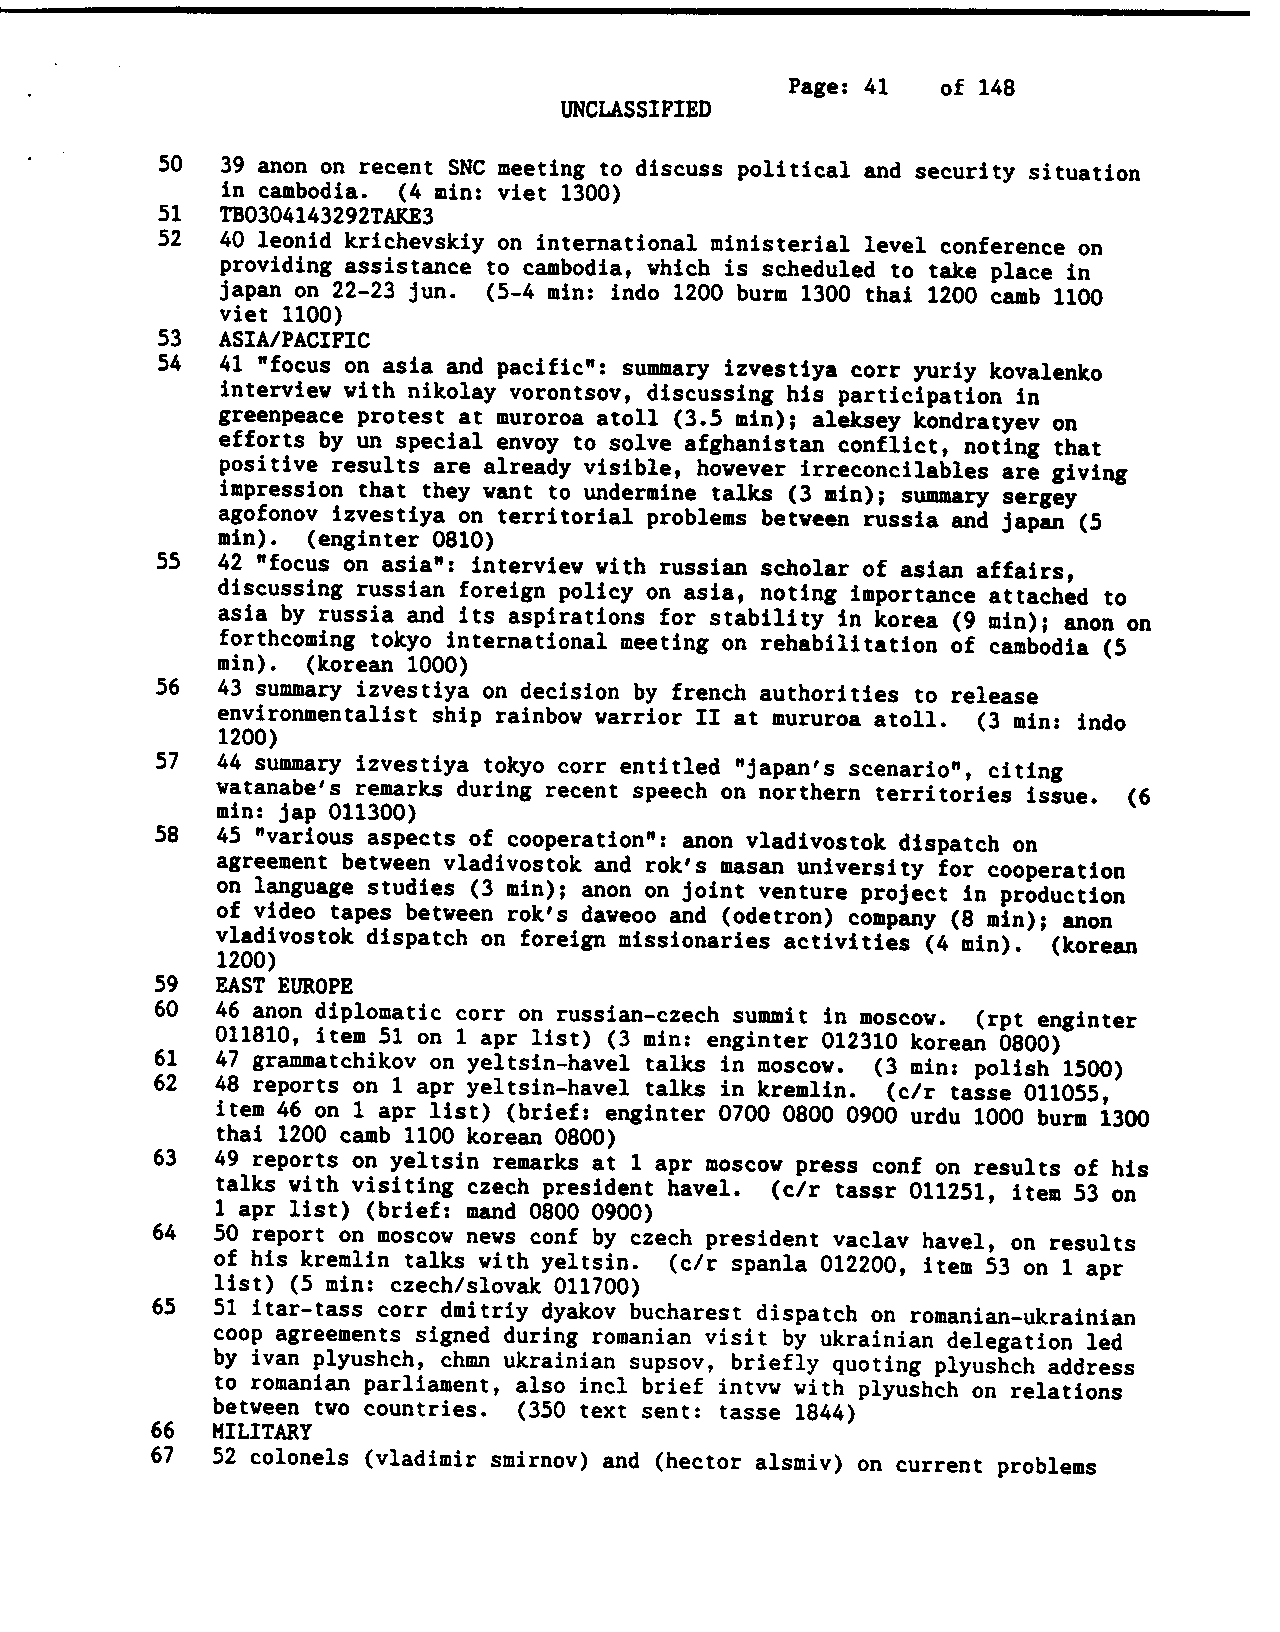 Page: 41 of 148
UNCLASSIFIED
50 39 anon on recent SNC meeting to discuss political and security situation
in cambodia. (4 min: viet 1300)
51 TB0304143292TAKE3
52 40 leonid krichevskiy on international ministerial level conference on
providing assistance to cambodia, which is scheduled to take place in
japan on 22-23 jun. (5-4 min: indo 1200 burm 1300 thai 1200 camb 1100
viet 1100)
53 ASIA/PACIFIC
54 41 "focus on asia and pacific": summary izvestiya corr yuriy kovalenko
interview with nikolay vorontsov, discussing his participation in
greenpeace protest at muroroa atoll (3.5 min); aleksey kondratyev on
efforts by un special envoy to solve afghanistan conflict, noting that
positive results are already visible, however irreconcilables are giving
impression that they want to undermine talks (3 min); summary sergey
agofonov izvestiya on territorial problems between russia and japan (5
min). (enginter 0810)
55 42 "focus on asia": interview with russian scholar of asian affairs,
discussing russian foreign policy on asia, noting importance attached to
asia by russia and its aspirations for stability in korea (9 min); anon on
forthcoming tokyo international meeting on rehabilitation of cambodia (5
min). (korean 1000)
56 43 summary izvestiya on decision by french authorities to release
environmentalist ship rainbow warrior II at mururoa atoll. (3 min: indo
1200)
57 44 summary izvestiya tokyo corr entitled "japan's scenario", citing
watanabe's remarks during recent speech on northern territories issue. (6
min: jap 011300)
58 45 "various aspects of cooperation": anon vladivostok dispatch on
agreement between vladivostok and rok's masan university for cooperation
on language studies (3 min); anon on joint venture project in production
of video tapes between rok's daweoo and (odetron) company (8 min); anon
vladivostok dispatch on foreign missionaries activities (4 min). (korean
1200)
59 EAST EUROPE
60 46 anon diplomatic corr on russian-czech summit in moscow. (rpt enginter
011810, item 51 on 1 apr list) (3 min: enginter 012310 korean 0800)
61 47 grammatchikov on yeltsin-havel talks in moscow. (3 min: polish 1500)
62 48 reports on 1 apr yeltsin-havel talks in kremlin. (c/r tasse 011055,
item 46 on 1 apr list) (brief: enginter 0700 0800 0900 urdu 1000 burm 1300
thai 1200 camb 1100 korean 0800)
63 49 reports on yeltsin remarks at 1 apr moscow press conf on results of his
talks with visiting czech president havel. (c/r tassr 011251, item 53 on
1 apr list) (brief: mand 0800 0900)
64 50 report on moscow news conf by czech president vaclav havel, on results
of his kremlin talks with yeltsin. (c/r spanla 012200, item 53 on 1 apr
list) (5 min: czech/slovak 011700)
65 51 itar-tass corr dmitriy dyakov bucharest dispatch on romanian-ukrainian
coop agreements signed during romanian visit by ukrainian delegation led
by ivan plyushch, chmn ukrainian supsov, briefly quoting plyushch address
to romanian parliament, also incl brief intvw with plyushch on relations
between two countries. (350 text sent: tasse 1844)
66 MILITARY
67 52 colonels (vladimir smirnov) and (hector alsmiv) on current problems